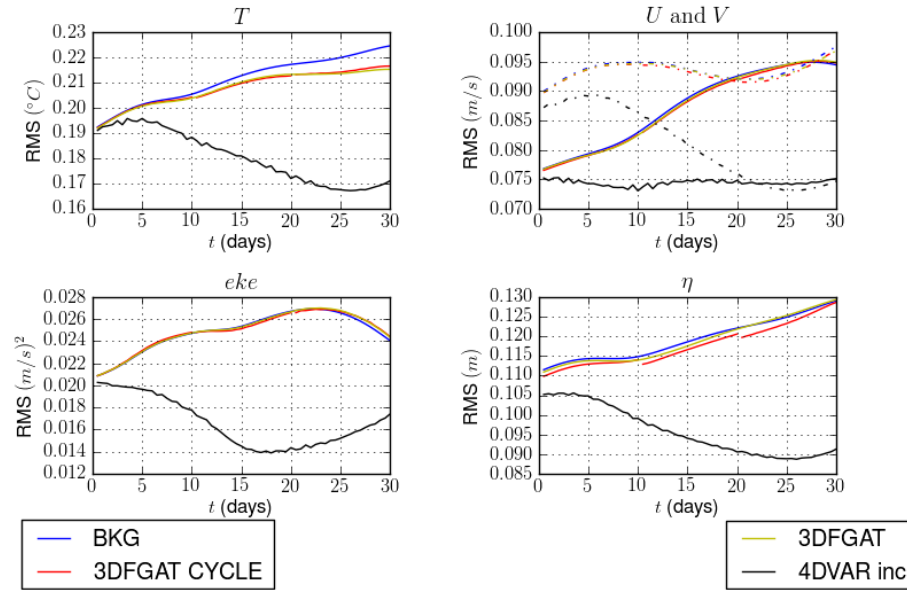 T
0.23
0.22
0.21
0.20
0.19
0.18
0.17
0.16
RMS (°C)
0 5 10 15 20 25 30
t (days)
U and V
0.100
0.095
0.090
0.085
0.080
0.075
0.070
RMS (m/s)
0 5 10 15 20 25 30
t (days)
eke
0.028
0.026
0.024
0.022
0.020
0.018
0.016
0.014
0.012
RMS (m/s)²
0 5 10 15 20 25 30
t (days)
η
0.130
0.125
0.120
0.115
0.110
0.105
0.100
0.095
0.090
0.085
RMS (m)
0 5 10 15 20 25 30
t (days)
BKG
3DFGAT CYCLE
3DFGAT
4DVAR inc